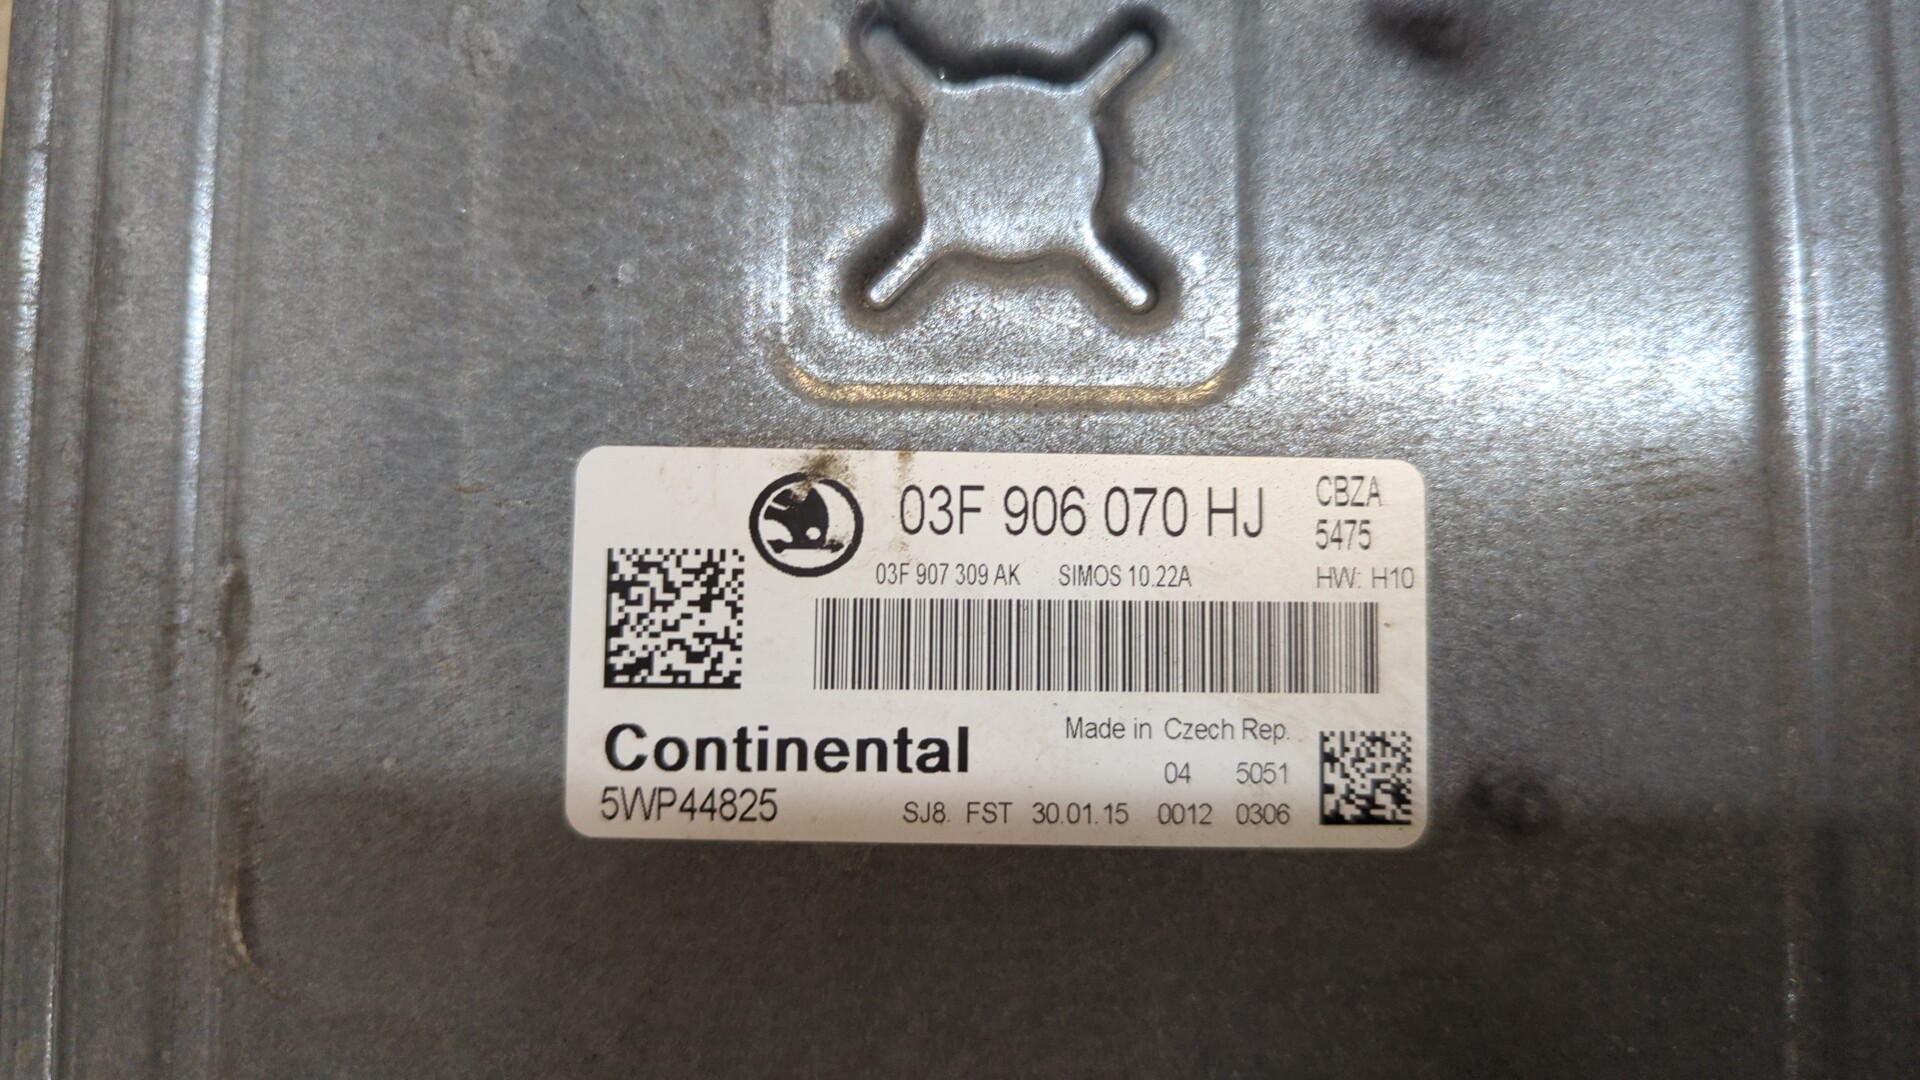 03F 906 070 HJ
CBZA
5475
03F 907 309 AK SIMOS 10.22A
HW: H10
Continental
Made in Czech Rep.
04 5051
5WP44825
SJ8 FST 30.01.15 0012 0306